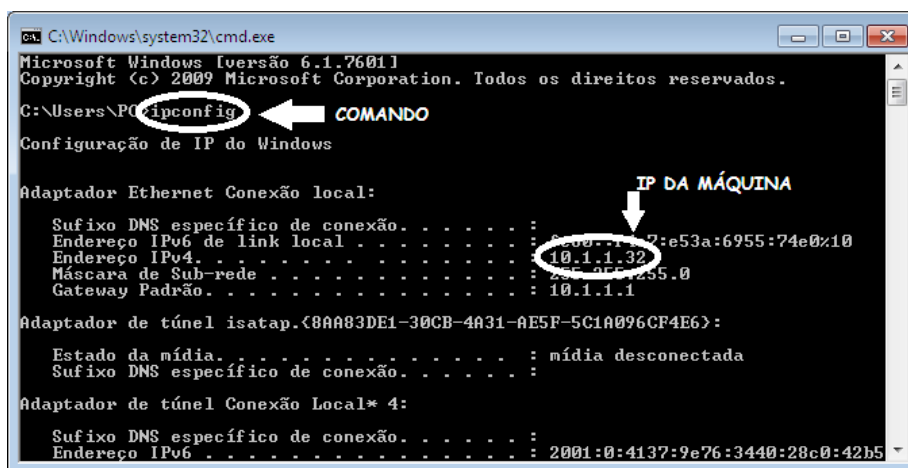 C:\Windows\system32\cmd.exe
Microsoft Windows [versão 6.1.7601]
Copyright (c) 2009 Microsoft Corporation. Todos os direitos reservados.
C:\Users\PC>ipconfig
COMANDO
Configuração de IP do Windows
IP DA MÁQUINA
Adaptador Ethernet Conexão local:
Sufixo DNS específico de conexão. . . . . . :
Endereço IPv6 de link local . . . . . . . . : :e53a:6955:74e0%10
Endereço IPv4. . . . . . . . . . . . . . . : 10.1.1.32
Máscara de Sub-rede . . . . . . . . . . . . : 255.255.255.0
Gateway Padrão. . . . . . . . . . . . . . . : 10.1.1.1
Adaptador de túnel isatap.{8AA83DE1-30CB-4A31-AE5F-5C1A096CF4E6}:
Estado da mídia. . . . . . . . . . . . . . : mídia desconectada
Sufixo DNS específico de conexão. . . . . . :
Adaptador de túnel Conexão Local* 4:
Sufixo DNS específico de conexão. . . . . . :
Endereço IPv6 . . . . . . . . . . . . . . . : 2001:0:4137:9e76:3440:28c0:42b5